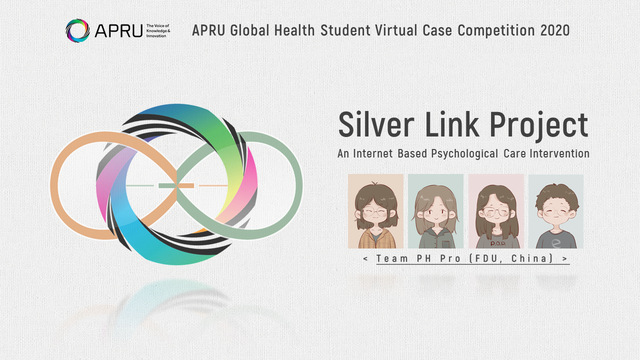 APRU
The Voice of
Knowledge &
Innovation
APRU Global Health Student Virtual Case Competition 2020
Silver Link Project
An Internet Based Psychological Care Intervention
< Team PH Pro (FDU, China) >